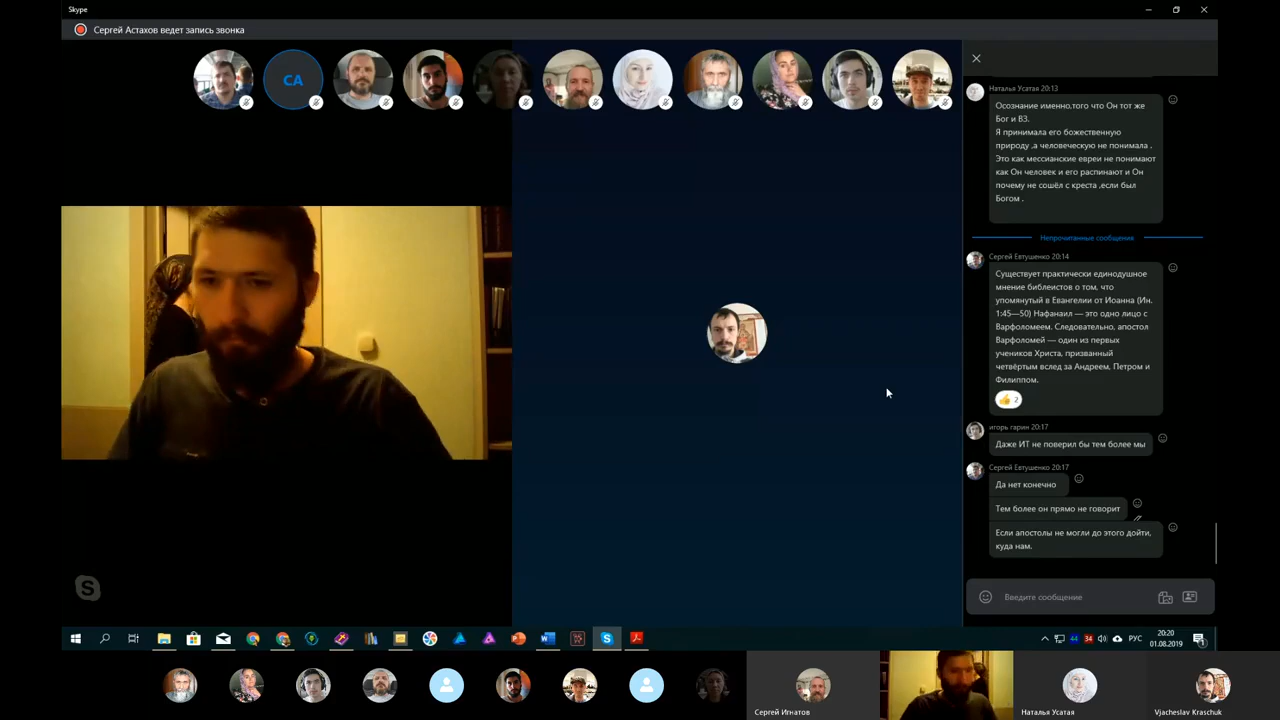 Skype
Сергей Астахов ведет запись звонка
CA
Наталья Усатая 20:13
Осознание именно,того что Он тот же
Бог и ВЗ.
Я принимала его божественную
природу ,а человеческую не понимала .
Это как мессианские евреи не понимают
как Он человек и его распинают и Он
почему не сошёл с креста ,если был
Богом .
Непрочитанные сообщения
Сергей Евтушенко 20:14
Существует практически единодушное
мнение библеистов о том, что
упомянутый в Евангелии от Иоанна (Ин.
1:45—50) Нафанаил — это одно лицо с
Варфоломеем. Следовательно, апостол
Варфоломей — один из первых
учеников Христа, призванный
четвёртым вслед за Андреем, Петром и
Филиппом.
2
игорь гарин 20:17
Даже ИТ не поверил бы тем более мы
Сергей Евтушенко 20:17
Да нет конечно
Тем более он прямо не говорит
Если апостолы не могли до этого дойти,
куда нам.
Введите сообщение
44 34 РУС
20:20
01.08.2019
Сергей Игнатов
Наталья Усатая
Vjacheslav Kraschuk